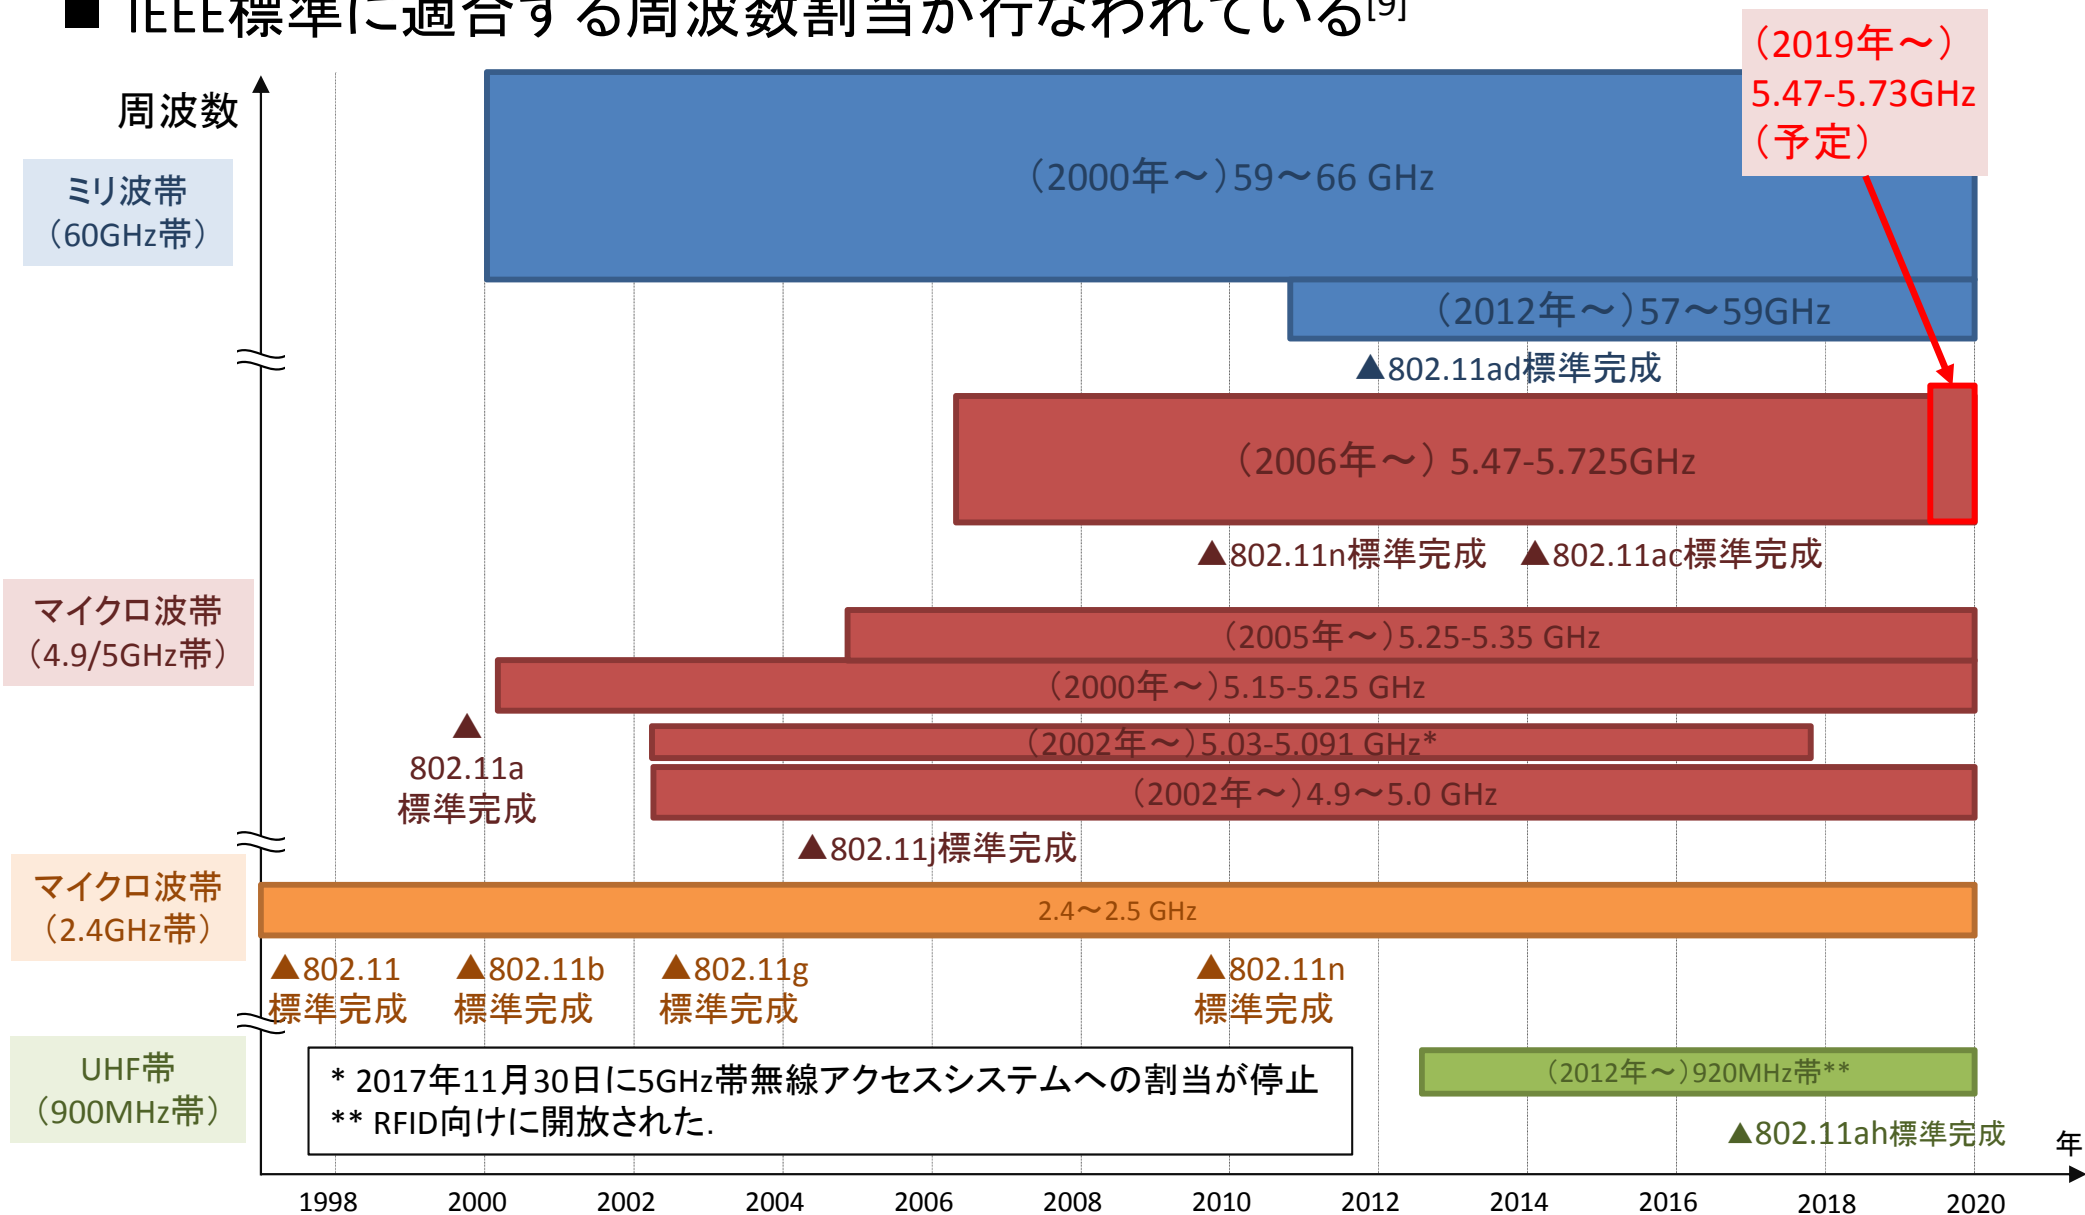 ■ IEEE標準に適合する周波数割当が行なわれている[9]
（2019年～）
5.47-5.73GHz
（予定）
周波数
ミリ波帯
（60GHz帯）
（2000年～）59～66 GHz
（2012年～）57～59GHz
▲802.11ad標準完成
（2006年～） 5.47-5.725GHz
▲802.11n標準完成
▲802.11ac標準完成
マイクロ波帯
（4.9/5GHz帯）
（2005年～）5.25-5.35 GHz
（2000年～）5.15-5.25 GHz
▲
802.11a
標準完成
（2002年～）5.03-5.091 GHz*
（2002年～）4.9～5.0 GHz
▲802.11j標準完成
マイクロ波帯
（2.4GHz帯）
2.4～2.5 GHz
▲802.11
標準完成
▲802.11b
標準完成
▲802.11g
標準完成
▲802.11n
標準完成
UHF帯
（900MHz帯）
* 2017年11月30日に5GHz帯無線アクセスシステムへの割当が停止
** RFID向けに開放された.
（2012年～）920MHz帯**
▲802.11ah標準完成
年
1998 2000 2002 2004 2006 2008 2010 2012 2014 2016 2018 2020